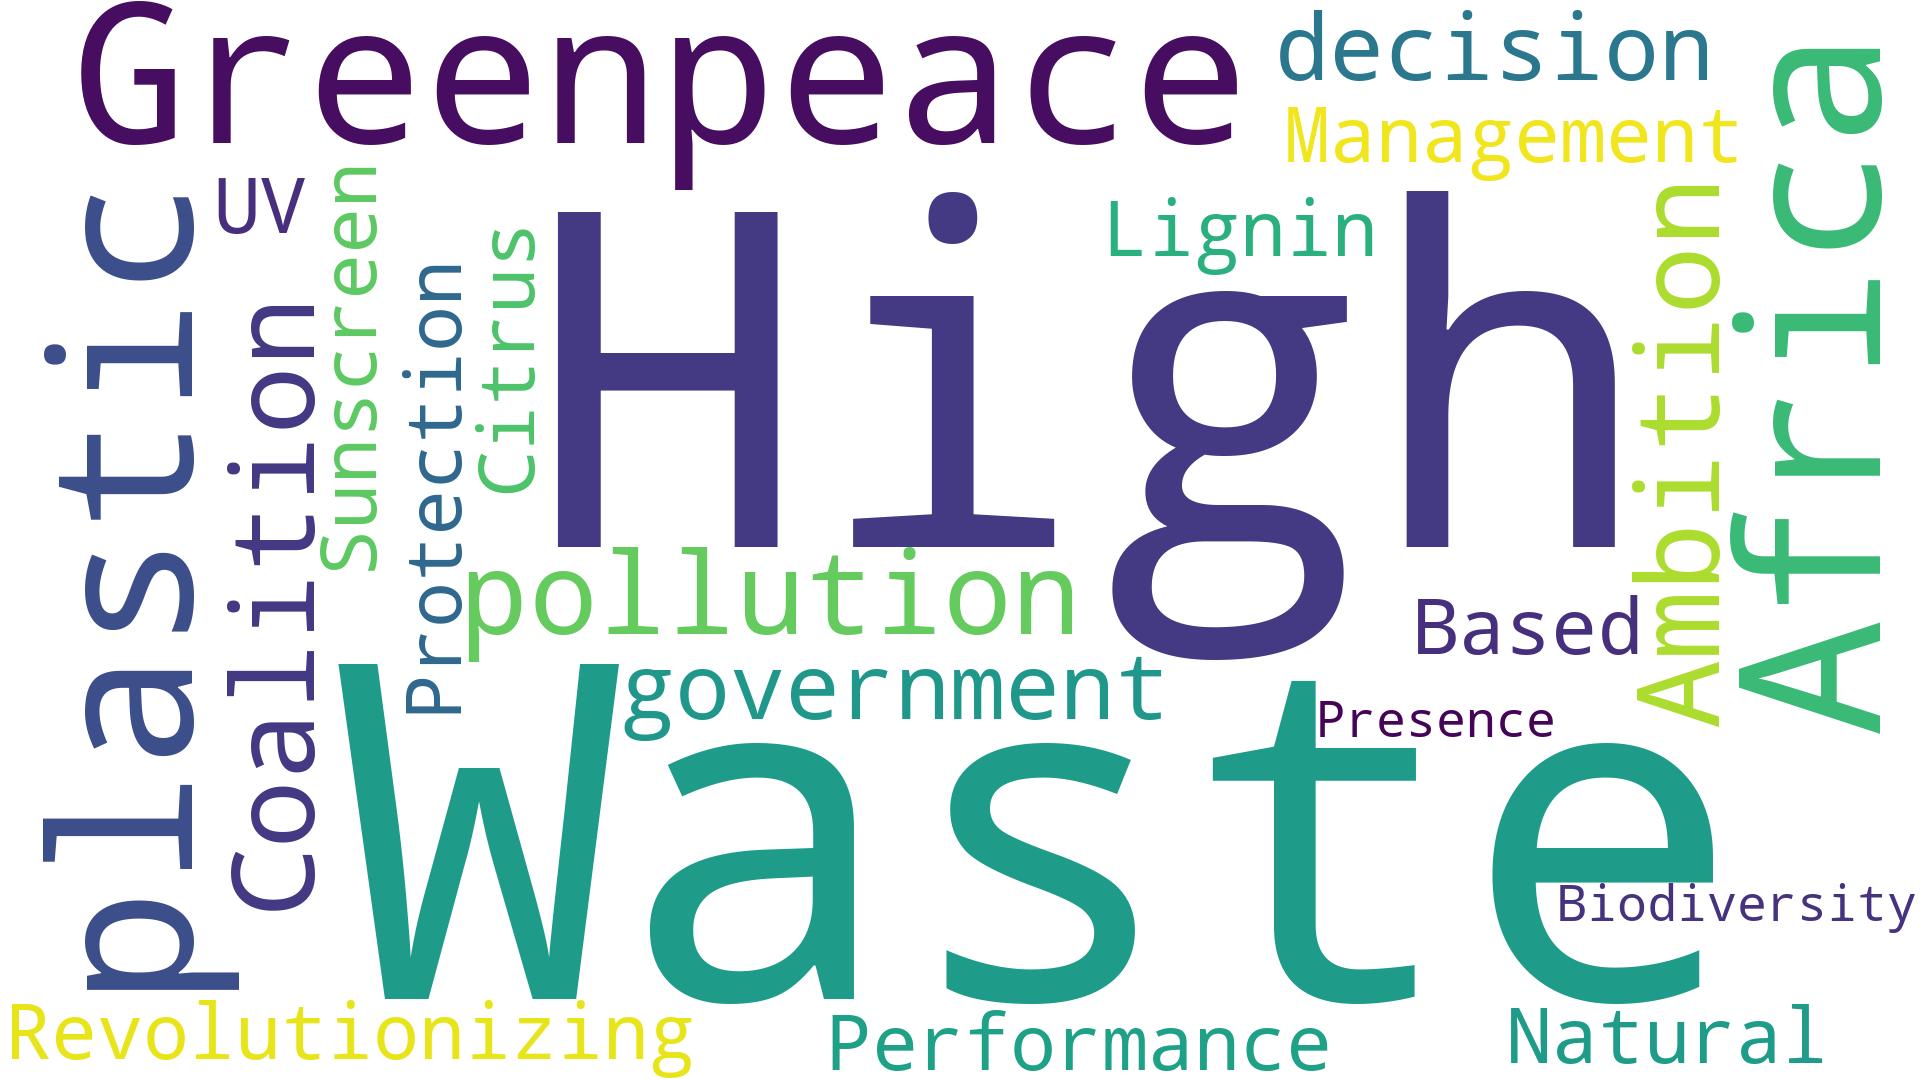 Greenpeace
decision
Management
Africa
plastic
UV
Sunscreen
Coalition
Protection
Citrus
High
Lignin
Ambition
pollution
Based
government
Presence
Waste
Biodiversity
Revolutionizing
Performance
Natural